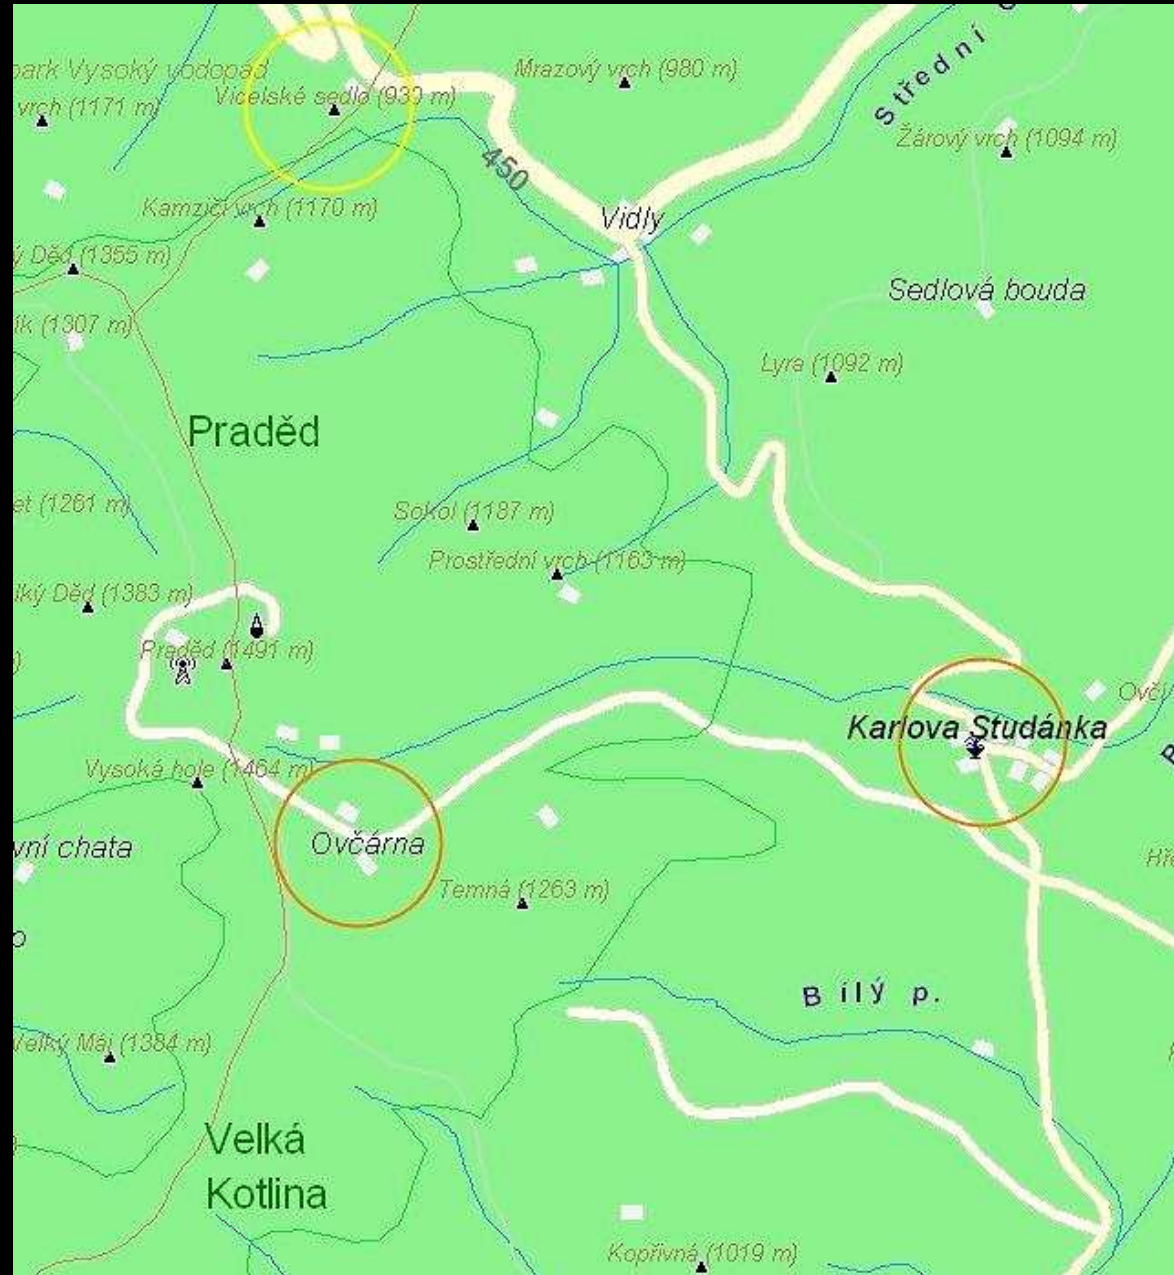 Střední
park Vysoký vodopád
Mrazový vrch (980 m)
Videlské sedlo (930 m)
vrch (1171 m)
Žárový vrch (1094 m)
450
Kamzičí vrch (1170 m)
Vidly
ý Děd (1355 m)
Sedlová bouda
ík (1307 m)
Lyra (1092 m)
Praděd
et (1261 m)
Sokol (1187 m)
Prostřední vrch (1163 m)
lký Děd (1383 m)
Praděd (1491 m)
Ovčí
Karlova Studánka
Vysoká hole (1464 m)
Ovčárna
vní chata
Temná (1263 m)
Bílý p.
Velký Máj (1384 m)
Velká
Kotlina
Kopřivná (1019 m)